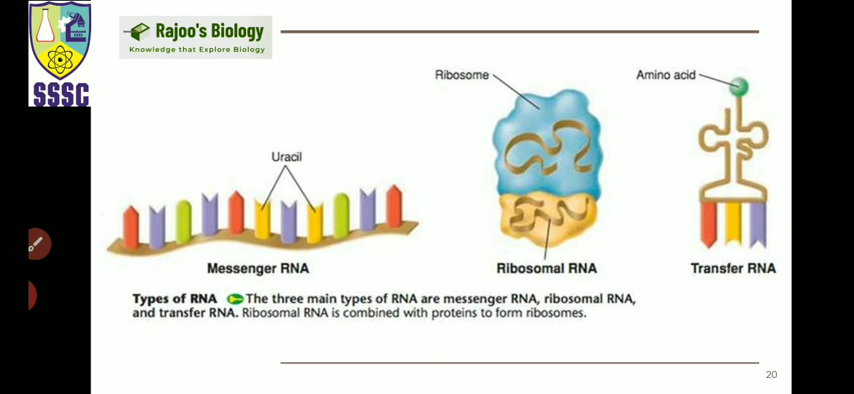 SSSC
Rajoo's Biology
Knowledge that Explore Biology
Ribosome
Amino acid
Uracil
Messenger RNA
Ribosomal RNA
Transfer RNA
Types of RNA The three main types of RNA are messenger RNA, ribosomal RNA,
and transfer RNA. Ribosomal RNA is combined with proteins to form ribosomes.
20